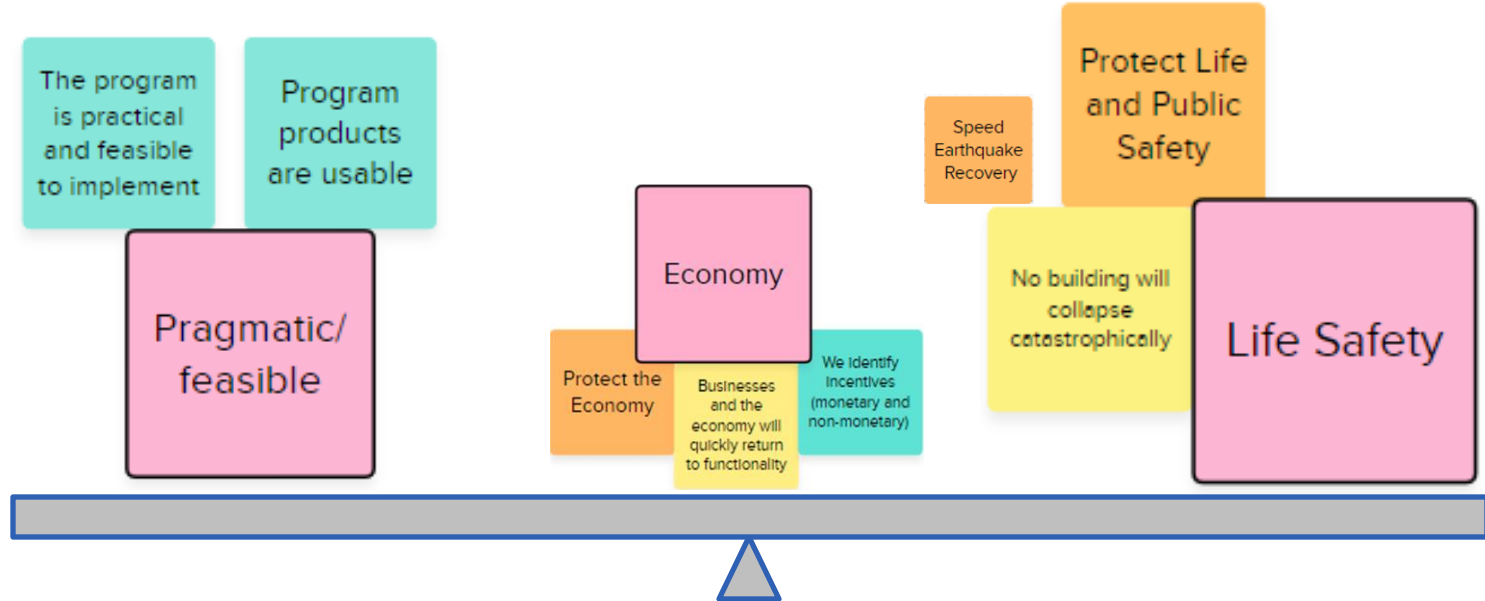 The program
is practical
and feasible
to implement
Program
products
are usable
Pragmatic/
feasible
Economy
Protect the
Economy
Businesses
and the
economy will
quickly return
to functionality
We identify
incentives
(monetary and
non-monetary)
Speed
Earthquake
Recovery
Protect Life
and Public
Safety
No building will
collapse
catastrophically
Life Safety